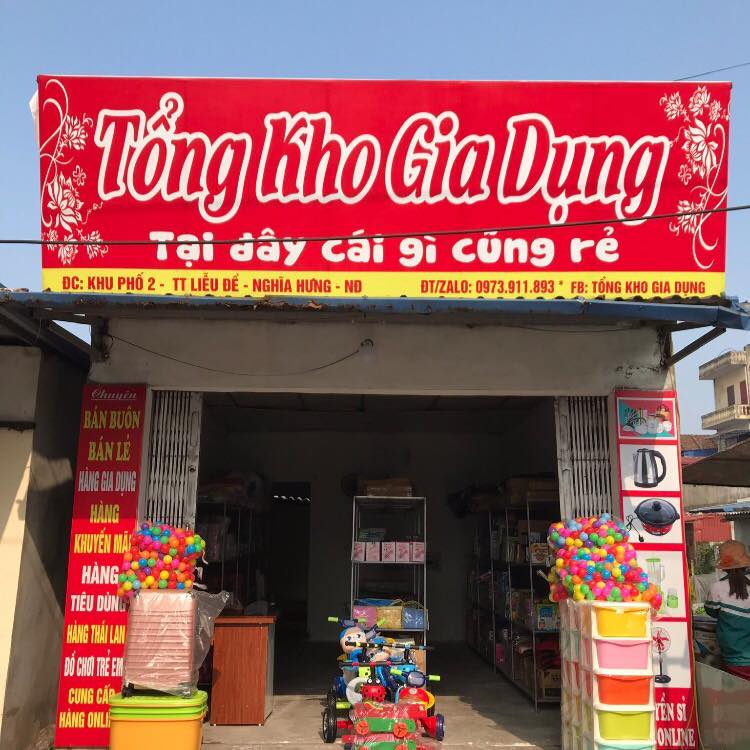 Tổng Kho Gia Dụng
Tại đây cái gì cũng rẻ
ĐC: KHU PHỐ 2 - TT LIỄU ĐỀ - NGHĨA HƯNG - NĐ
ĐT/ZALO: 0973.911.893 * FB: TỔNG KHO GIA DỤNG
Chuyên
BÁN BUÔN
BÁN LẺ
HÀNG GIA DỤNG
HÀNG
KHUYẾN MÃI
HÀNG
TIÊU DÙNG
HÀNG THÁI LAN
ĐỒ CHƠI TRẺ EM
CUNG CẤP
HÀNG ONLINE
SỈ
ONLINE